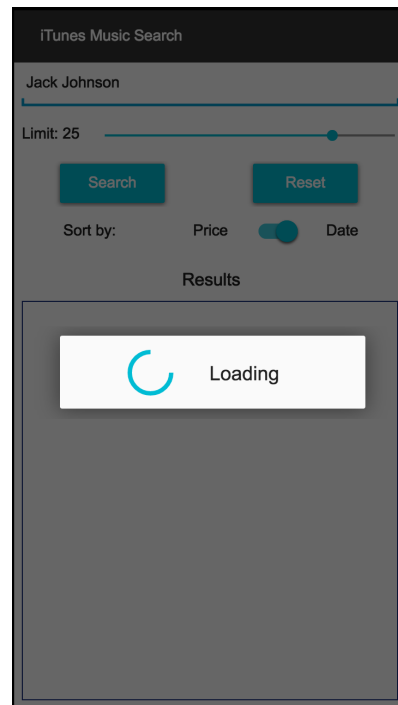 iTunes Music Search
Jack Johnson
Limit: 25
Search Reset
Sort by: Price Date
Results
Loading